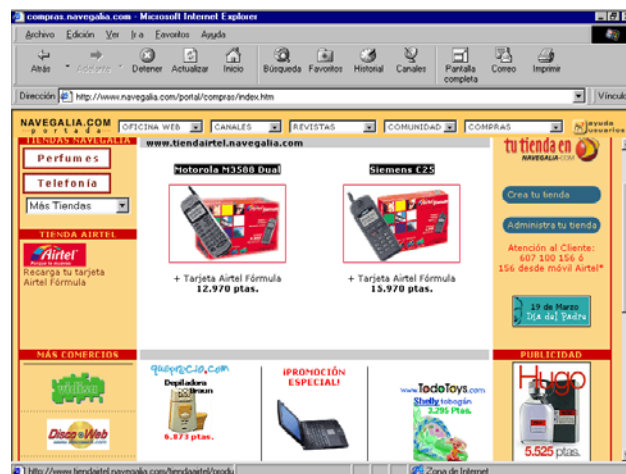 compras.navegalia.com - Microsoft Internet Explorer
Archivo Edición Ver Ir a Favoritos Ayuda
Atrás Adelante Detener Actualizar Inicio Búsqueda Favoritos Historial Canales Pantalla completa Correo Imprimir
Dirección http://www.navegalia.com/portal/compras/index.htm Vínculo
NAVEGALIA.COM
portada
OFICINA WEB CANALES REVISTAS COMUNIDAD COMPRAS ayuda usuarios
TIENDAS NAVEGALIA
Perfumes
Telefonía
Más Tiendas
TIENDA AIRTEL
Airtel
Recarga tu tarjeta
Airtel Fórmula
MÁS COMERCIOS
Disco Web
www.tiendairtel.navegalia.com
Motorola M3588 Dual
+ Tarjeta Airtel Fórmula
12.970 ptas.
Siemens C25
+ Tarjeta Airtel Fórmula
15.970 ptas.
queprecio.com
Depiladora
Braun
6.873 ptas.
¡PROMOCIÓN
ESPECIAL!
www.TodoToys.com
Shelly tobogán
3.295 Ptas.
tu tienda en
NAVEGALIA.COM
Crea tu tienda
Administra tu tienda
Atención al Cliente:
607 100 156 ó
156 desde móvil Airtel*
19 de Marzo
Día del Padre
PUBLICIDAD
Hugo
5.525 ptas.
http://www.tiendairtel.navegalia.com/tiendairtel/produ
Zona de Internet